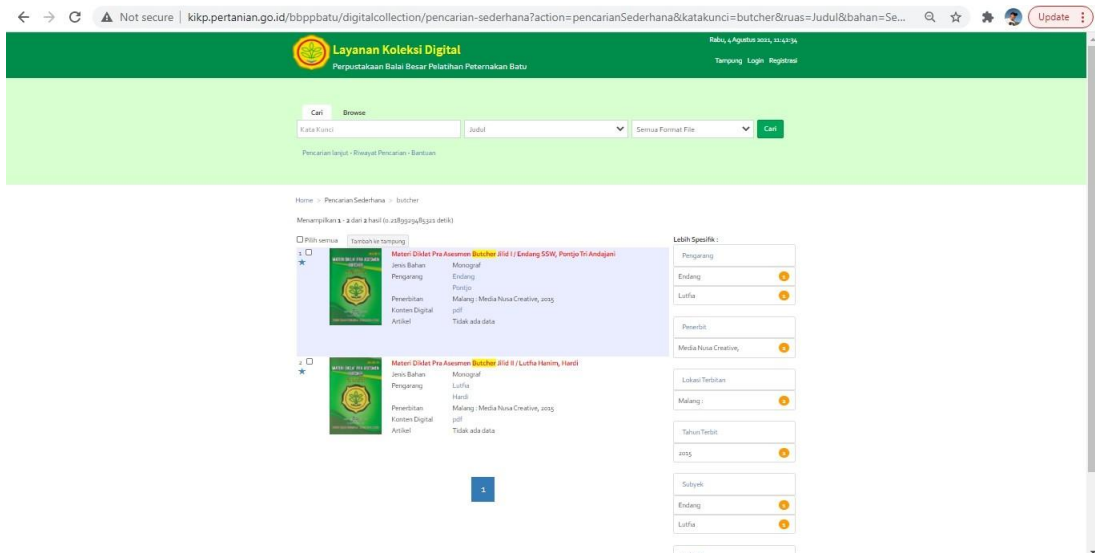 Not secure | kikp.pertanian.go.id/bbppbatu/digitalcollection/pencarian-sederhana?action=pencarianSederhana&katakunci=butcher&ruas=Judul&bahan=Se...
Update
Layanan Koleksi Digital
Perpustakaan Balai Besar Pelatihan Peternakan Batu
Rabu, 4 Agustus 2021, 11:42:34
Tampung Login Registrasi
Cari Browse
Kata Kunci Judul Semua Format File Cari
Pencarian lanjut - Riwayat Pencarian - Bantuan
Home > Pencarian Sederhana > butcher
Menampilkan 1 - 2 dari 2 hasil
Pilih semua Tambah ke tampung
1
Materi Diklat Pra Asesmen Butcher Jilid I / Endang SSW, Pontjo Tri Andajani
Jenis Bahan Monograf
Pengarang Endang
Pontjo
Penerbitan Malang : Media Nusa Creative, 2015
Konten Digital pdf
Artikel Tidak ada data
2
Materi Diklat Pra Asesmen Butcher Jilid II / Lutfia Hanim, Hardi
Jenis Bahan Monograf
Pengarang Lutfia
Hardi
Penerbitan Malang : Media Nusa Creative, 2015
Konten Digital pdf
Artikel Tidak ada data
1
Lebih Spesifik :
Pengarang
Endang
Lutfia
Penerbit
Media Nusa Creative,
Lokasi Terbitan
Malang :
Tahun Terbit
2015
Subyek
Endang
Lutfia